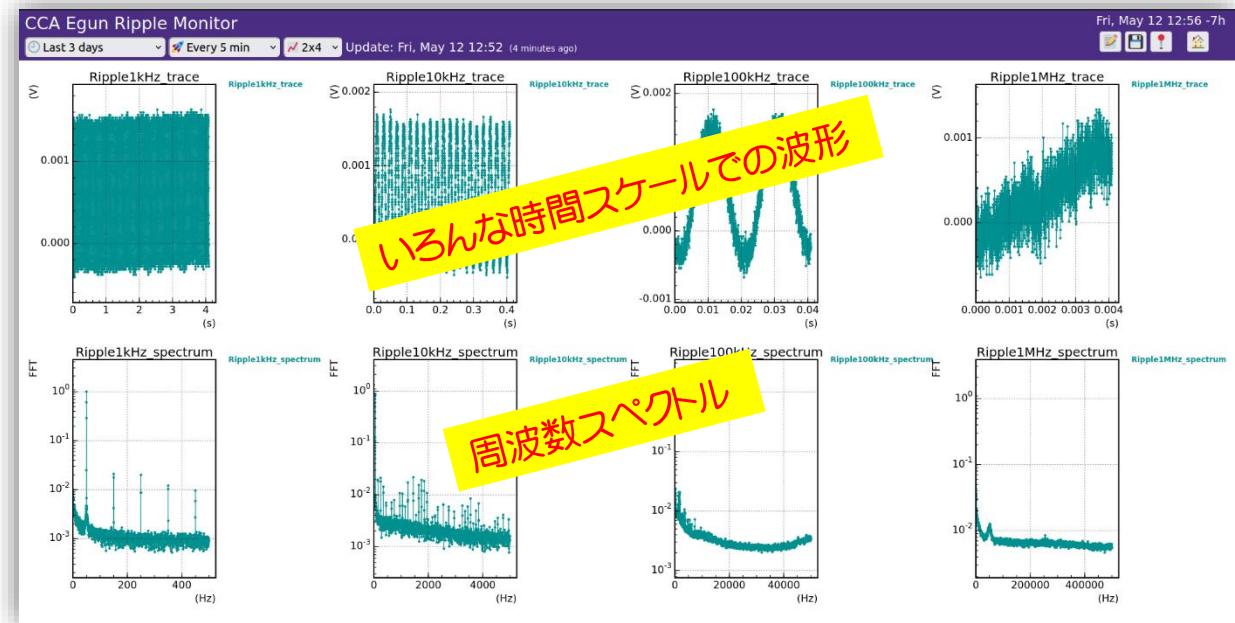 CCA Egun Ripple Monitor
Fri, May 12 12:56 -7h
Last 3 days
Every 5 min
2x4
Update: Fri, May 12 12:52 (4 minutes ago)
Ripple1kHz_trace
Ripple1kHz_trace
(V)
0.001
0.000
0 1 2 3 4
(s)
Ripple10kHz_trace
Ripple10kHz_trace
(V)
0.002
0.001
0.0 0.1 0.2 0.3 0.4
(s)
Ripple100kHz_trace
Ripple100kHz_trace
(V)
0.002
0.000
-0.001
0.00 0.01 0.02 0.03 0.04
(s)
Ripple1MHz_trace
Ripple1MHz_trace
(V)
0.001
0.000
0.000 0.001 0.002 0.003 0.004
(s)
いろんな時間スケールでの波形
Ripple1kHz_spectrum
Ripple1kHz_spectrum
FFT
10^0
10^-1
10^-2
10^-3
0 200 400
(Hz)
Ripple10kHz_spectrum
Ripple10kHz_spectrum
FFT
10^0
10^-1
10^-2
10^-3
0 2000 4000
(Hz)
Ripple100kHz_spectrum
Ripple100kHz_spectrum
FFT
10^-1
10^-2
10^-3
0 20000 40000
(Hz)
Ripple1MHz_spectrum
Ripple1MHz_spectrum
FFT
10^0
10^-1
10^-2
0 200000 400000
(Hz)
周波数スペクトル